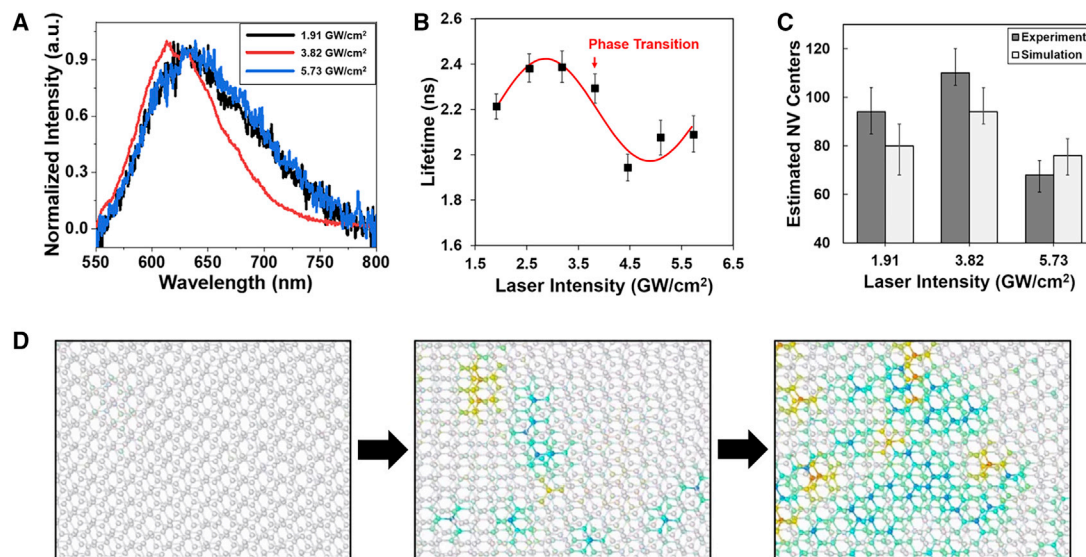 A
Normalized Intensity (a.u.)
0.9
0.6
0.3
0.0
550 600 650 700 750 800
Wavelength (nm)
1.91 GW/cm²
3.82 GW/cm²
5.73 GW/cm²
B
Lifetime (ns)
2.6
2.4
2.2
2
1.8
1.6
1.5 2.5 3.5 4.5 5.5 6.5
Laser Intensity (GW/cm²)
Phase Transition
C
Estimated NV Centers
120
100
80
60
40
1.91 3.82 5.73
Laser Intensity (GW/cm²)
Experiment
Simulation
D